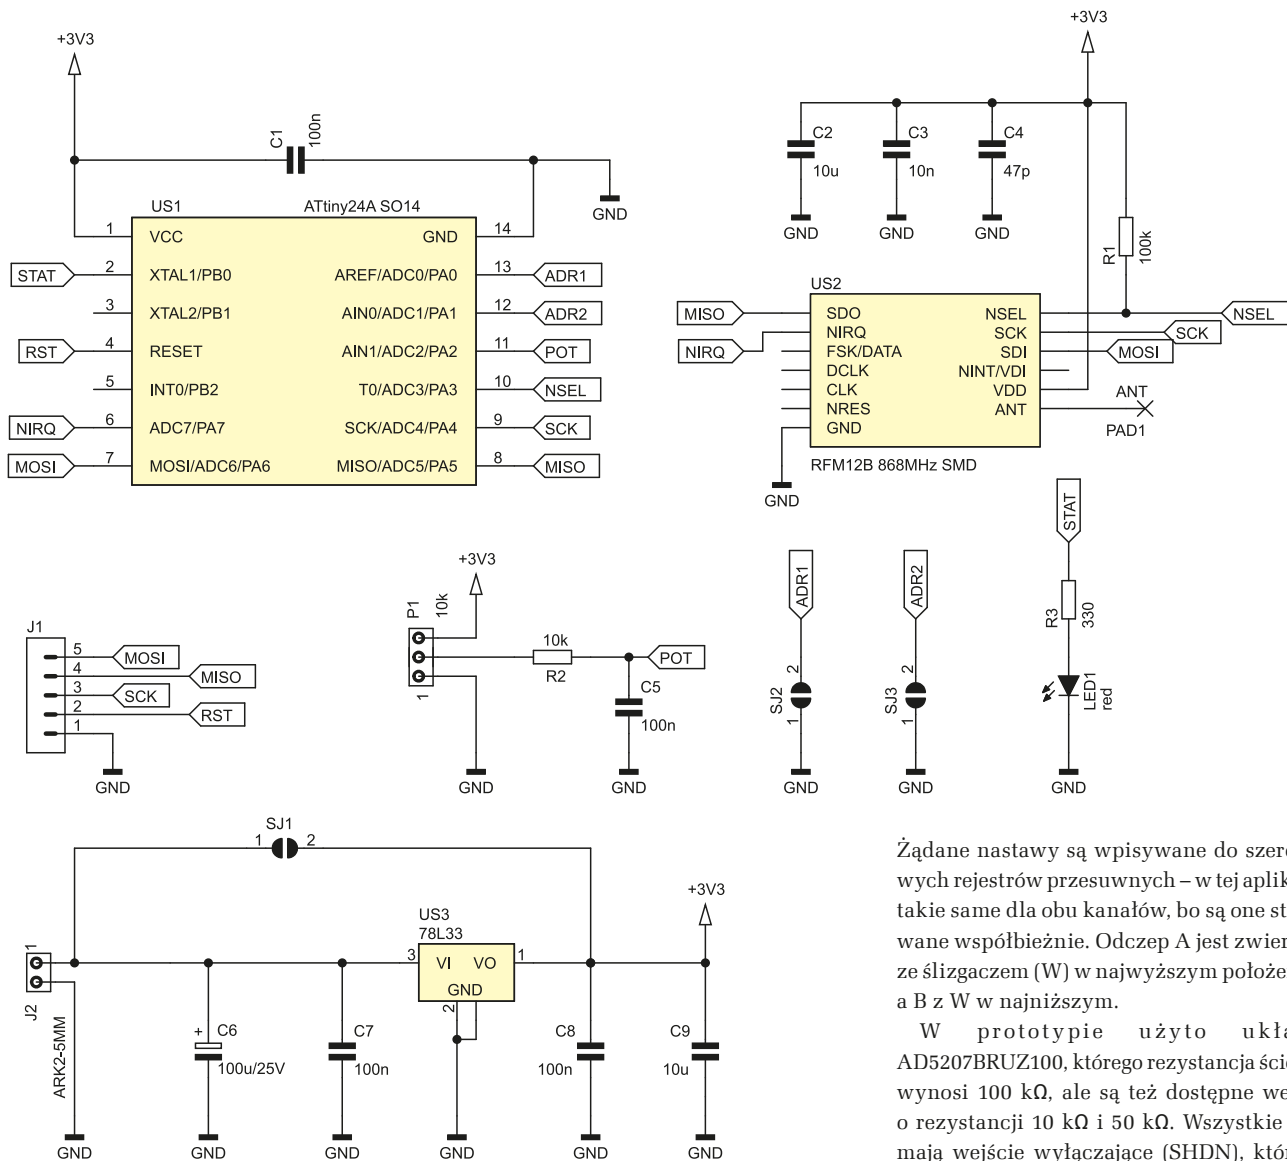 +3V3
C1
100n
GND
US1
ATtiny24A SO14
1 VCC
GND 14
STAT 2 XTAL1/PB0
AREF/ADC0/PA0 13 ADR1
3 XTAL2/PB1
AIN0/ADC1/PA1 12 ADR2
RST 4 RESET
AIN1/ADC2/PA2 11 POT
5 INT0/PB2
T0/ADC3/PA3 10 NSEL
NIRQ 6 ADC7/PA7
SCK/ADC4/PA4 9 SCK
MOSI 7 MOSI/ADC6/PA6
MISO/ADC5/PA5 8 MISO
+3V3
C2
10u
C3
10n
C4
47p
GND
GND
GND
R1
100k
US2
MISO SDO
NSEL NSEL
NIRQ NIRQ
SCK SCK
FSK/DATA
SDI MOSI
DCLK
NINT/VDI
CLK
VDD
NRES
ANT
GND
ANT
PAD1
RFM12B 868MHz SMD
GND
J1
5 MOSI
4 MISO
3 SCK
2 RST
1
GND
+3V3
P1
10k
1
10k
R2
POT
C5
100n
GND
GND
ADR1
2
SJ2
1
GND
ADR2
2
SJ3
1
GND
STAT
R3
330
LED1
red
GND
SJ1
1 2
J2
1
2
ARK2-5MM
GND
+ C6
100u/25V
GND
C7
100n
GND
US3
78L33
3 VI VO 1
GND
2
GND
C8
100n
GND
+3V3
C9
10u
GND
Żądane nastawy są wpisywane do
wych rejestrów przesuwnych – w tej
takie same dla obu kanałów, bo są one
wane współbieżnie. Odczep A jest
ze ślizgaczem (W) w najwyższym
a B z W w najniższym.
W prototypie użyto
AD5207BRUZ100, którego rezystancja
wynosi 100 kΩ, ale są też dostępne
o rezystancji 10 kΩ i 50 kΩ. Wszystkie
mają wejście wyłączające (SHDN),